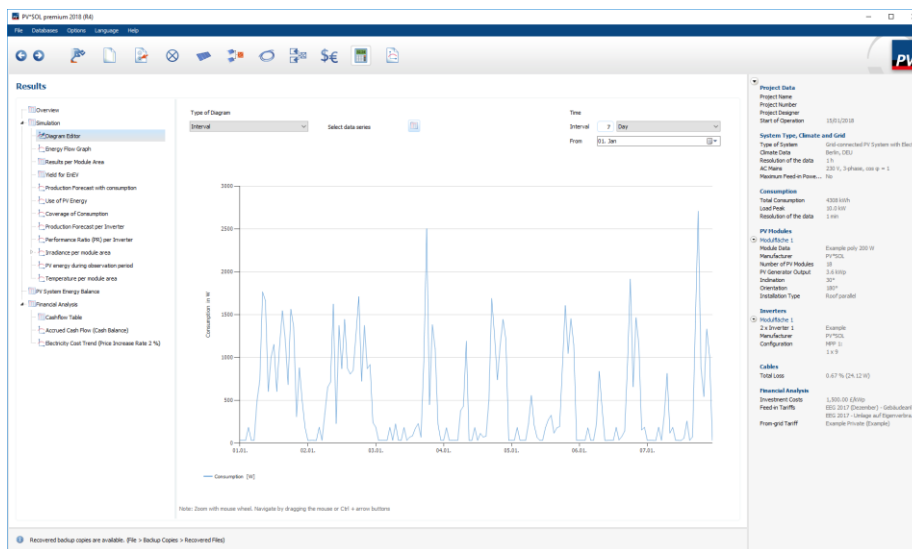 PV*SOL premium 2018 (R4)
File Databases Options Language Help
PV
Results
Overview
Simulation
Diagram Editor
Energy Flow Graph
Results per Module Area
Yield for EnEV
Production Forecast with consumption
Use of PV Energy
Coverage of Consumption
Production Forecast per Inverter
Performance Ratio (PR) per Inverter
Irradiance per module area
PV energy during observation period
Temperature per module area
PV System Energy Balance
Financial Analysis
Cashflow Table
Accrued Cash Flow (Cash Balance)
Electricity Cost Trend (Price Increase Rate 2 %)
Type of Diagram
Interval
Select data series
Time
Interval 7 Day
From 01. Jan
3000
2500
2000
1500
1000
500
0
Consumption in W
01.01. 02.01. 03.01. 04.01. 05.01. 06.01. 07.01.
Consumption [W]
Note: Zoom with mouse wheel. Navigate by dragging the mouse or Ctrl + arrow buttons
Project Data
Project Name
Project Number
Project Designer
Start of Operation 15/01/2018
System Type, Climate and Grid
Type of System Grid-connected PV System with Elec
Climate Data Berlin, DEU
Resolution of the data 1 h
AC Mains 230 V, 3-phase, cos φ = 1
Maximum Feed-in Powe... No
Consumption
Total Consumption 4388 kWh
Load Peak 10.0 kW
Resolution of the data 1 min
PV Modules
Modulfläche 1
Module Data Example poly 200 W
Manufacturer PV*SOL
Number of PV Modules 18
PV Generator Output 3.6 kWp
Inclination 30°
Orientation 180°
Installation Type Roof parallel
Inverters
Modulfläche 1
2 x Inverter 1 Example
Manufacturer PV*SOL
Configuration MPP 1:
1 x 9
Cables
Total Loss 0.67 % (24.12 W)
Financial Analysis
Investment Costs 1,500.00 £/kWp
Feed-in Tariffs EEG 2017 (December) - Gebäudeanl
EEG 2017 - Umlage auf Eigenverbrau
From-grid Tariff Example Private (Example)
Recovered backup copies are available. (File > Backup Copies > Recovered Files)